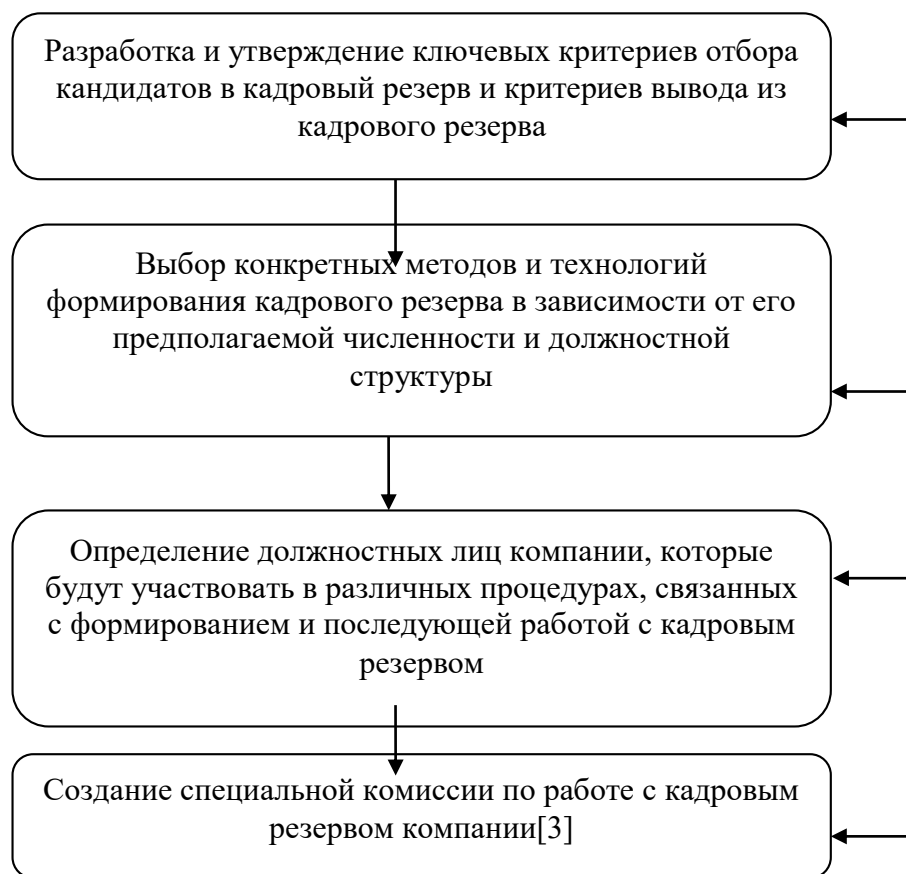 Разработка и утверждение ключевых критериев отбора
кандидатов в кадровый резерв и критериев вывода из
кадрового резерва
Выбор конкретных методов и технологий
формирования кадрового резерва в зависимости от его
предполагаемой численности и должностной
структуры
Определение должностных лиц компании, которые
будут участвовать в различных процедурах, связанных
с формированием и последующей работой с кадровым
резервом
Создание специальной комиссии по работе с кадровым
резервом компании[3]